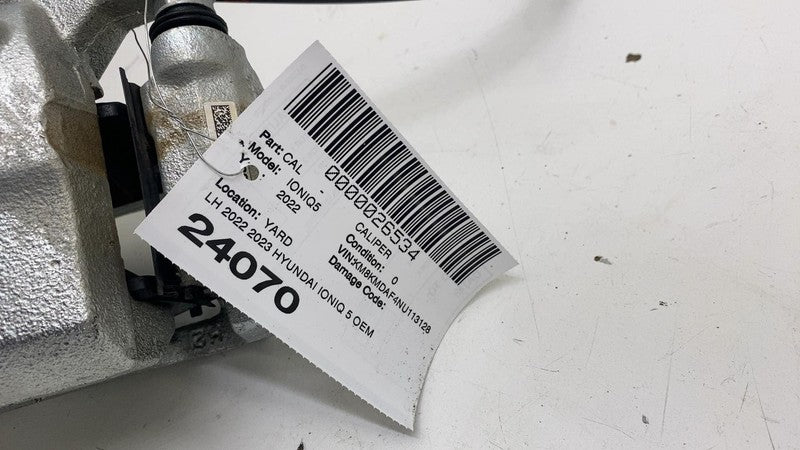 0000026534
Part: CAL - CALIPER
Model: IONIQ5 Condition: 0
2022 VIN:KM8KMDAF4NU113128
Damage Code:
Location: YARD
LH 2022 2023 HYUNDAI IONIQ 5 OEM
24070